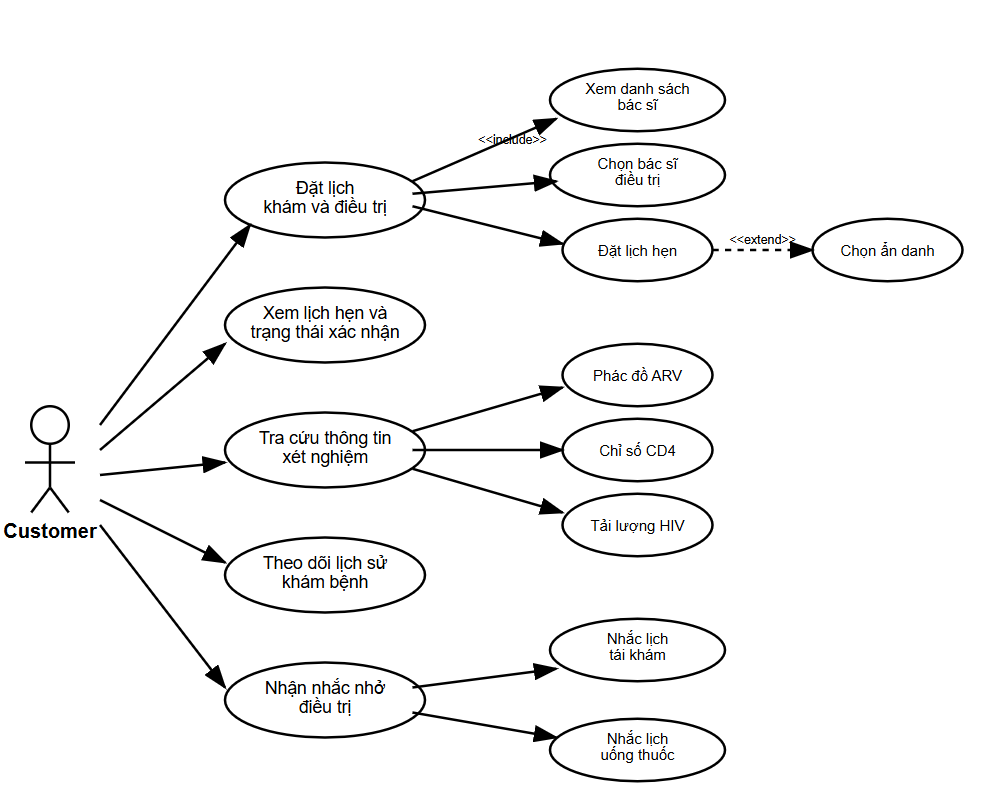 Xem danh sách
bác sĩ
<<include>>
Chọn bác sĩ
điều trị
Đặt lịch
khám và điều trị
Đặt lịch hẹn
<<extend>>
Chọn ẩn danh
Xem lịch hẹn và
trạng thái xác nhận
Phác đồ ARV
Tra cứu thông tin
xét nghiệm
Chỉ số CD4
Tải lượng HIV
Customer
Theo dõi lịch sử
khám bệnh
Nhắc lịch
tái khám
Nhận nhắc nhở
điều trị
Nhắc lịch
uống thuốc